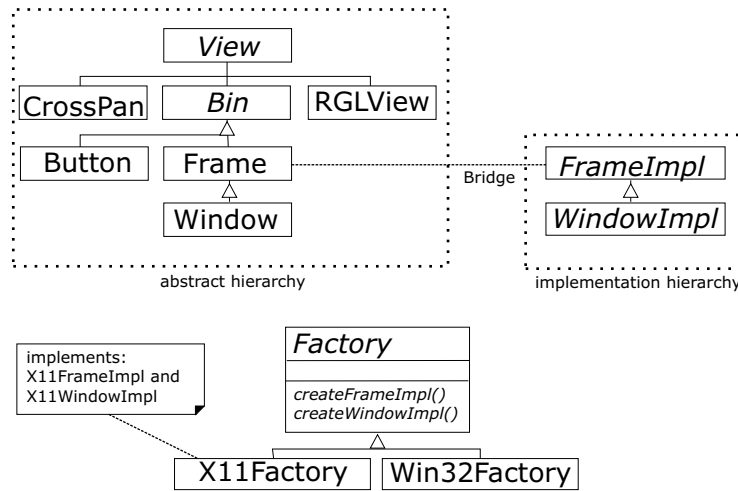 View
CrossPan
Bin
RGLView
Button
Frame
Bridge
FrameImpl
Window
WindowImpl
abstract hierarchy
implementation hierarchy
implements:
X11FrameImpl and
X11WindowImpl
Factory
createFrameImpl()
createWindowImpl()
X11Factory
Win32Factory